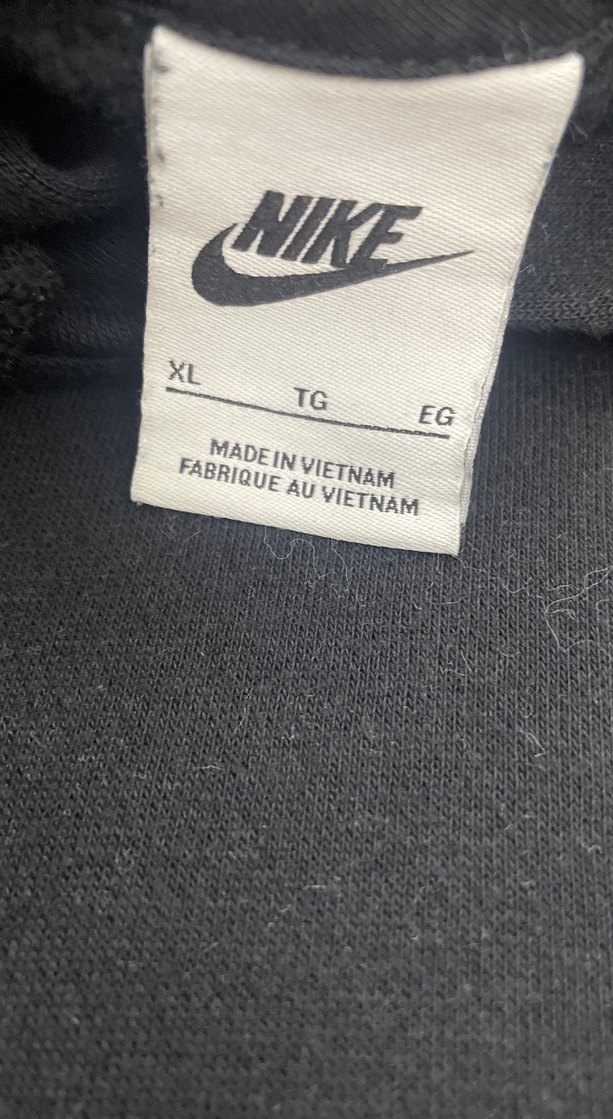 NIKE
XL TG EG
MADE IN VIETNAM
FABRIQUE AU VIETNAM